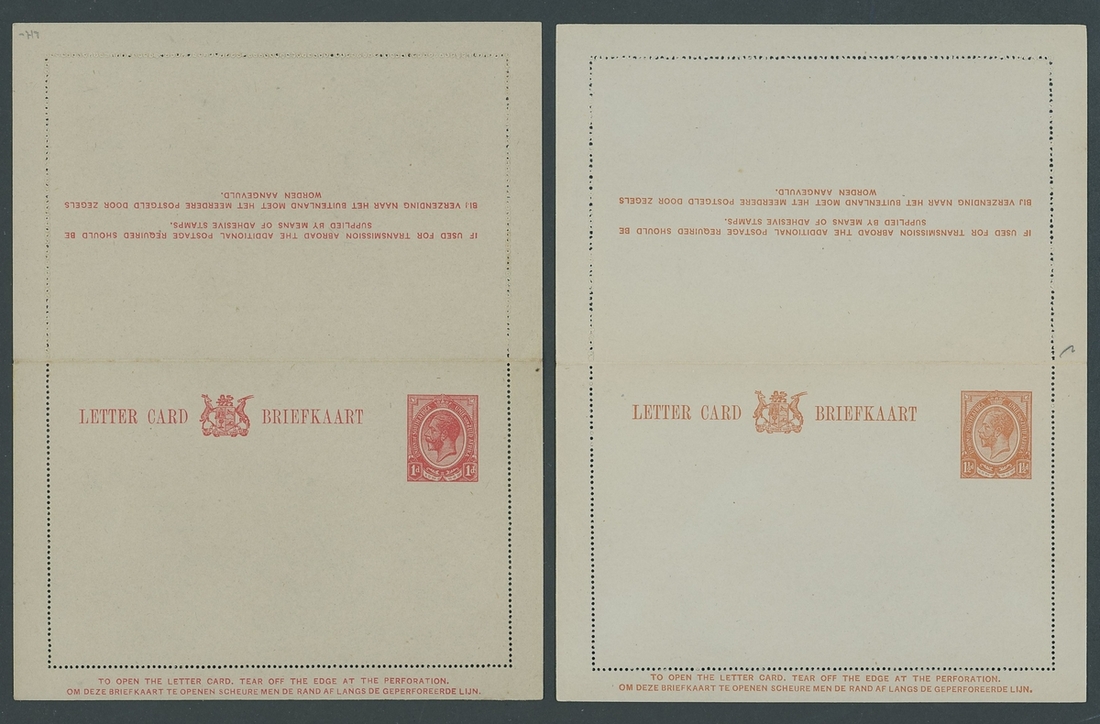 BIJ VERZENDING NAAR HET BUITENLAND MOET HET MEERDERE POSTGELD DOOR ZEGELS
WORDEN AANGEVULD.
IF USED FOR TRANSMISSION ABROAD THE ADDITIONAL POSTAGE REQUIRED SHOULD BE
SUPPLIED BY MEANS OF ADHESIVE STAMPS.
LETTER CARD BRIEFKAART
1d 1d
TO OPEN THE LETTER CARD, TEAR OFF THE EDGE AT THE PERFORATION.
OM DEZE BRIEFKAART TE OPENEN SCHEURE MEN DE RAND AF LANGS DE GEPERFOREERDE LIJN.
BIJ VERZENDING NAAR HET BUITENLAND MOET HET MEERDERE POSTGELD DOOR ZEGELS
WORDEN AANGEVULD.
IF USED FOR TRANSMISSION ABROAD THE ADDITIONAL POSTAGE REQUIRED SHOULD BE
SUPPLIED BY MEANS OF ADHESIVE STAMPS.
LETTER CARD BRIEFKAART
1½d 1½d
TO OPEN THE LETTER CARD, TEAR OFF THE EDGE AT THE PERFORATION.
OM DEZE BRIEFKAART TE OPENEN SCHEURE MEN DE RAND AF LANGS DE GEPERFOREERDE LIJN.